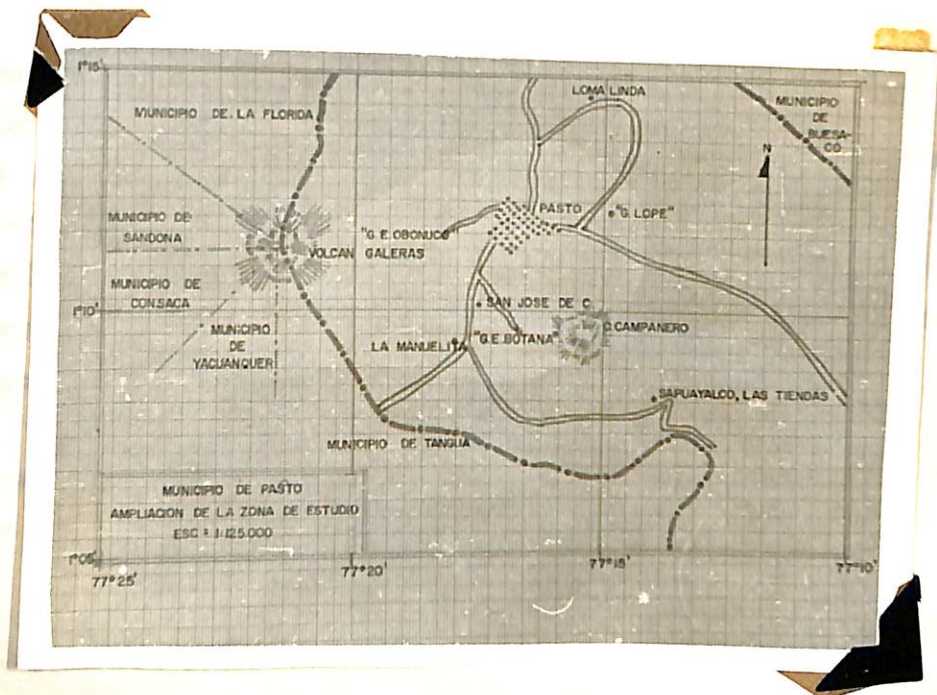 1°15'
LOMA LINDA
MUNICIPIO
DE
BUESA-
CO
MUNICIPIO DE LA FLORIDA
N
MUNICIPIO DE
SANDONA
PASTO
"G. LOPE"
"G.E. OBONUCO
VOLCAN GALERAS
MUNICIPIO DE
CONSACA
1°10'
SAN JOSE DE C.
C. CAMPANERO
MUNICIPIO
DE
YACUANQUER
LA MANUELITA
"G.E. BOTANA"
SAPUAYALCO, LAS TIENDAS
MUNICIPIO DE TANGUA
MUNICIPIO DE PASTO
AMPLIACION DE LA ZONA DE ESTUDIO
ESC = 1:125.000
1°05'
77°25'
77°20'
77°15'
77°10'